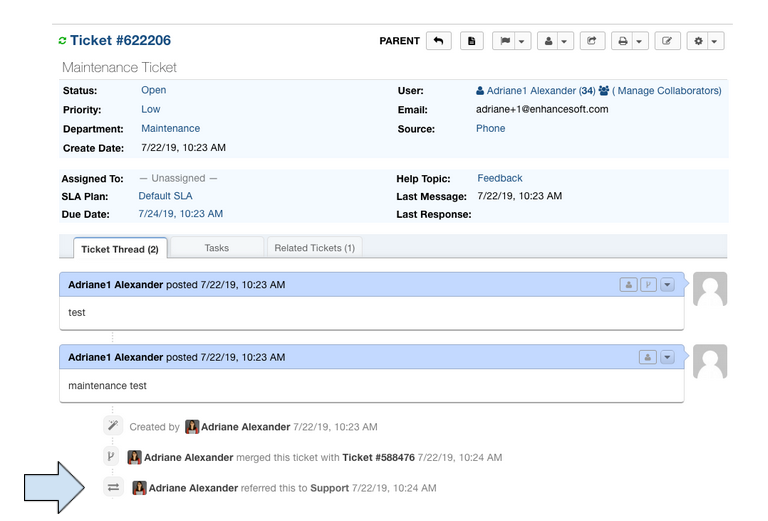 Ticket #622206 PARENT
Maintenance Ticket
Status: Open User: Adriane1 Alexander (34) ( Manage Collaborators)
Priority: Low Email: adriane+1@enhancesoft.com
Department: Maintenance Source: Phone
Create Date: 7/22/19, 10:23 AM
Assigned To: — Unassigned — Help Topic: Feedback
SLA Plan: Default SLA Last Message: 7/22/19, 10:23 AM
Due Date: 7/24/19, 10:23 AM Last Response:
Ticket Thread (2) Tasks Related Tickets (1)
Adriane1 Alexander posted 7/22/19, 10:23 AM
test
Adriane1 Alexander posted 7/22/19, 10:23 AM
maintenance test
Created by Adriane Alexander 7/22/19, 10:23 AM
Adriane Alexander merged this ticket with Ticket #588476 7/22/19, 10:24 AM
Adriane Alexander referred this to Support 7/22/19, 10:24 AM